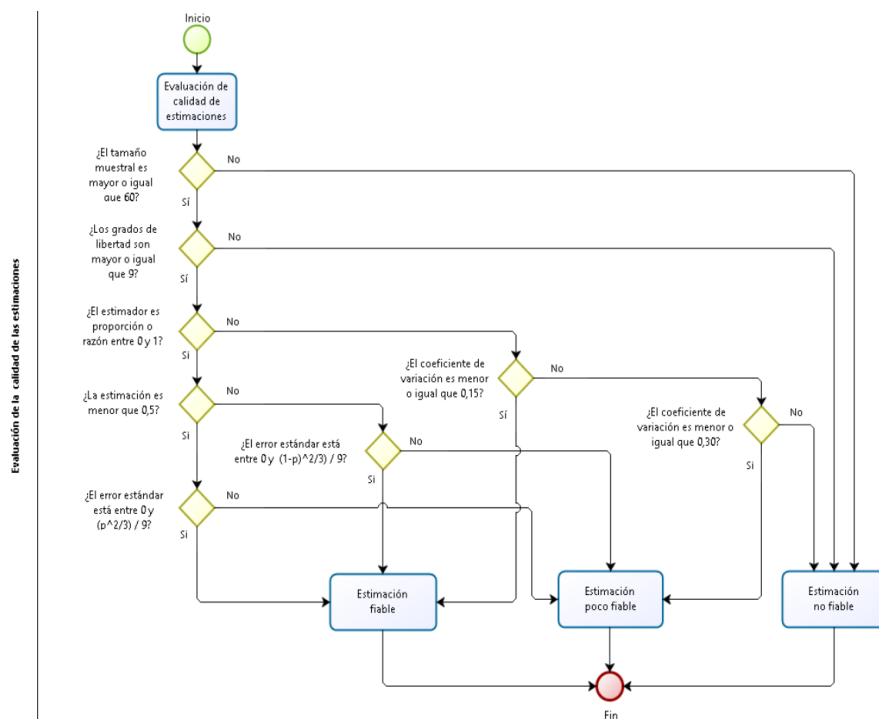 Evaluación de la calidad de las estimaciones
Inicio
Evaluación de
calidad de
estimaciones
¿El tamaño
muestral es
mayor o igual
que 60?
No
Sí
¿Los grados de
libertad son
mayor o igual
que 9?
No
Sí
¿El estimador es
proporción o
razón entre 0 y 1?
No
Si
¿El coeficiente de
variación es menor
o igual que 0,15?
No
Sí
¿La estimación es
menor que 0,5?
No
Si
¿El coeficiente de
variación es menor o
igual que 0,30?
No
Si
¿El error estándar está
entre 0 y (1-p)^2/3) / 9?
No
Si
¿El error estándar
está entre 0 y
(p^2/3) / 9?
No
Si
Estimación
fiable
Estimación
poco fiable
Estimación
no fiable
Fin